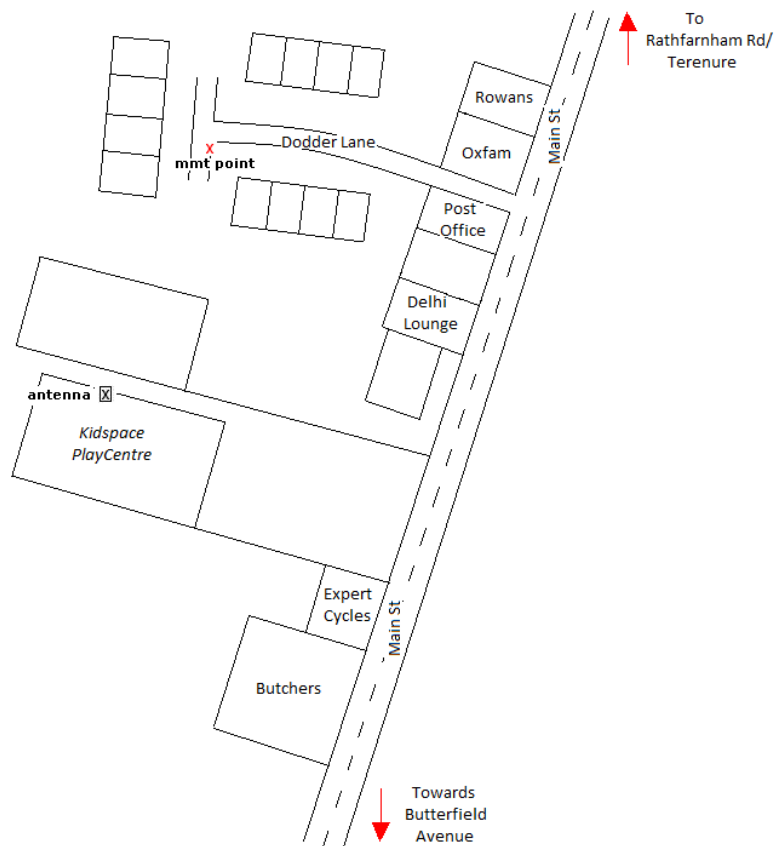 To
Rathfarnham Rd/
Terenure
Rowans
Main St
Oxfam
Dodder Lane
x
mmt point
Post
Office
Delhi
Lounge
antenna X
Kidspace
PlayCentre
Expert
Cycles
Main St
Butchers
Towards
Butterfield
Avenue